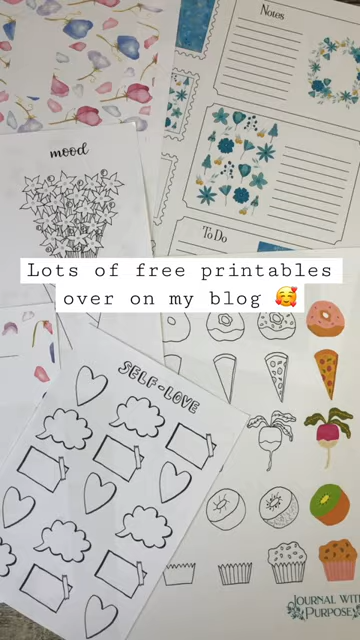 Notes
mood
Lots of free printables
over on my blog 🥰
To Do
SELF-LOVE
JOURNAL WITH
PURPOSE